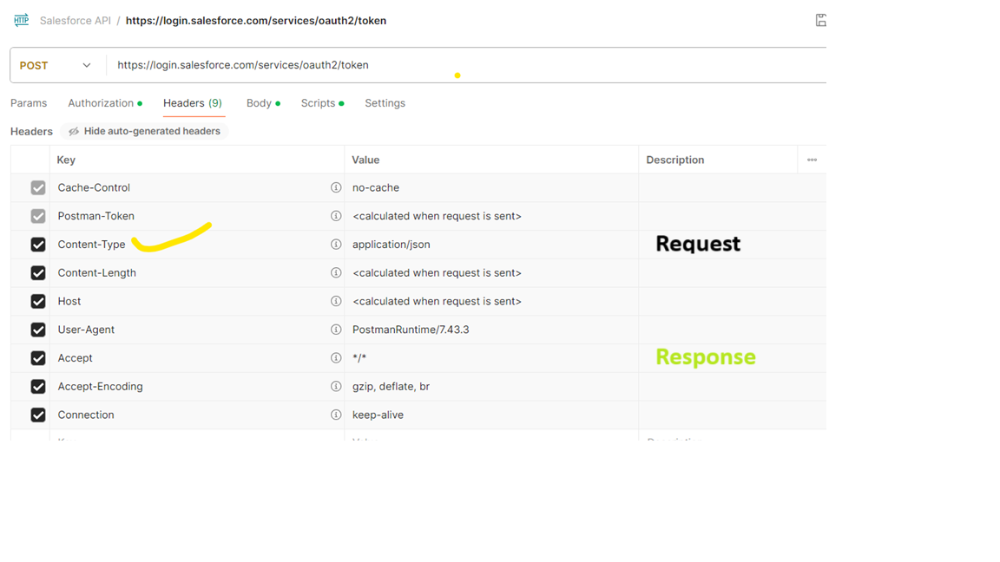 HTTP Salesforce API / https://login.salesforce.com/services/oauth2/token
POST https://login.salesforce.com/services/oauth2/token
Params Authorization Headers (9) Body Scripts Settings
Headers Hide auto-generated headers
Key Value Description
Cache-Control no-cache
Postman-Token <calculated when request is sent>
Content-Type application/json Request
Content-Length <calculated when request is sent>
Host <calculated when request is sent>
User-Agent PostmanRuntime/7.43.3
Accept */* Response
Accept-Encoding gzip, deflate, br
Connection keep-alive